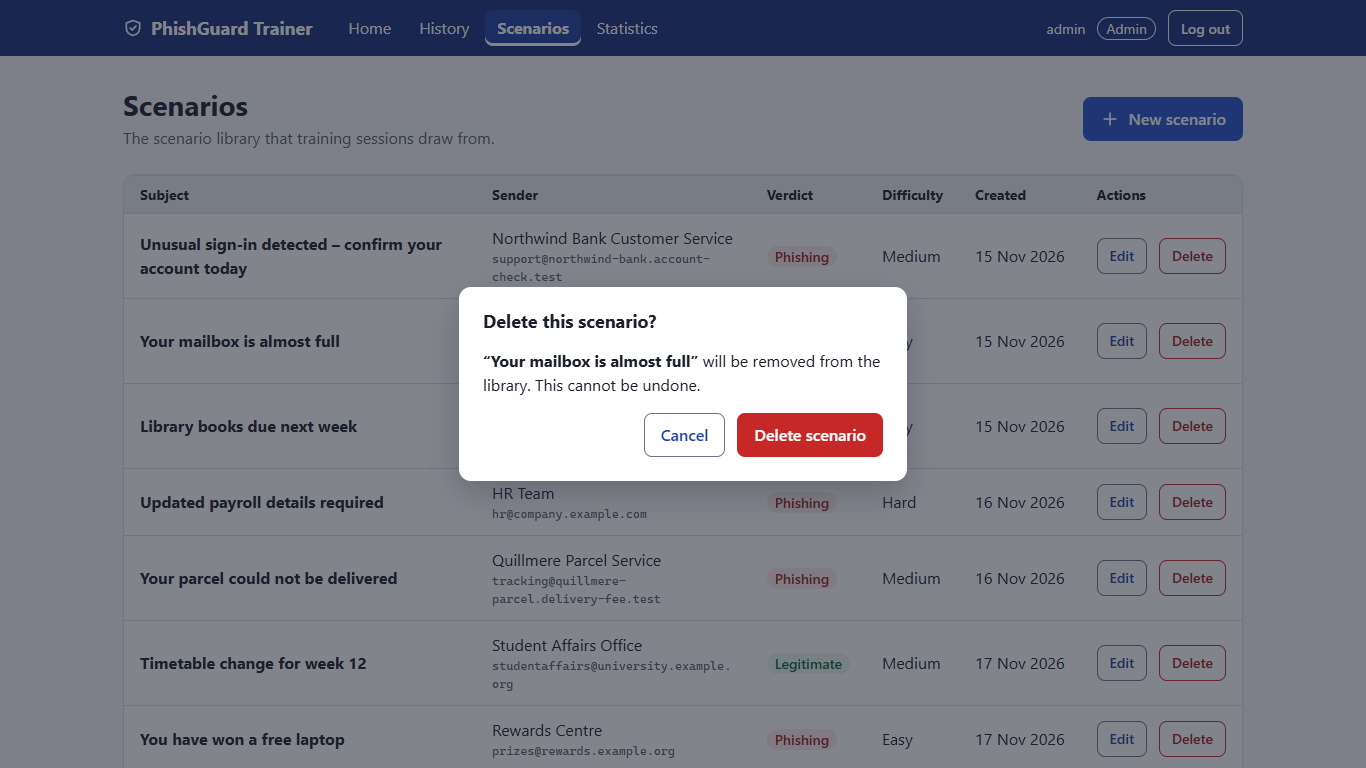 PhishGuard Trainer Home History Scenarios Statistics admin Admin Log out
Scenarios
The scenario library that training sessions draw from.
+ New scenario
Subject Sender Verdict Difficulty Created Actions
Unusual sign-in detected – confirm your account today
Northwind Bank Customer Service
support@northwind-bank.account-
check.test
Phishing Medium 15 Nov 2026 Edit Delete
Your mailbox is almost full
15 Nov 2026 Edit Delete
Delete this scenario?
“Your mailbox is almost full” will be removed from the
library. This cannot be undone.
Cancel Delete scenario
Library books due next week
15 Nov 2026 Edit Delete
Updated payroll details required
HR Team
hr@company.example.com
Phishing Hard 16 Nov 2026 Edit Delete
Your parcel could not be delivered
Quillmere Parcel Service
tracking@quillmere-
parcel.delivery-fee.test
Phishing Medium 16 Nov 2026 Edit Delete
Timetable change for week 12
Student Affairs Office
studentaffairs@university.example.
org
Legitimate Medium 17 Nov 2026 Edit Delete
You have won a free laptop
Rewards Centre
prizes@rewards.example.org
Phishing Easy 17 Nov 2026 Edit Delete